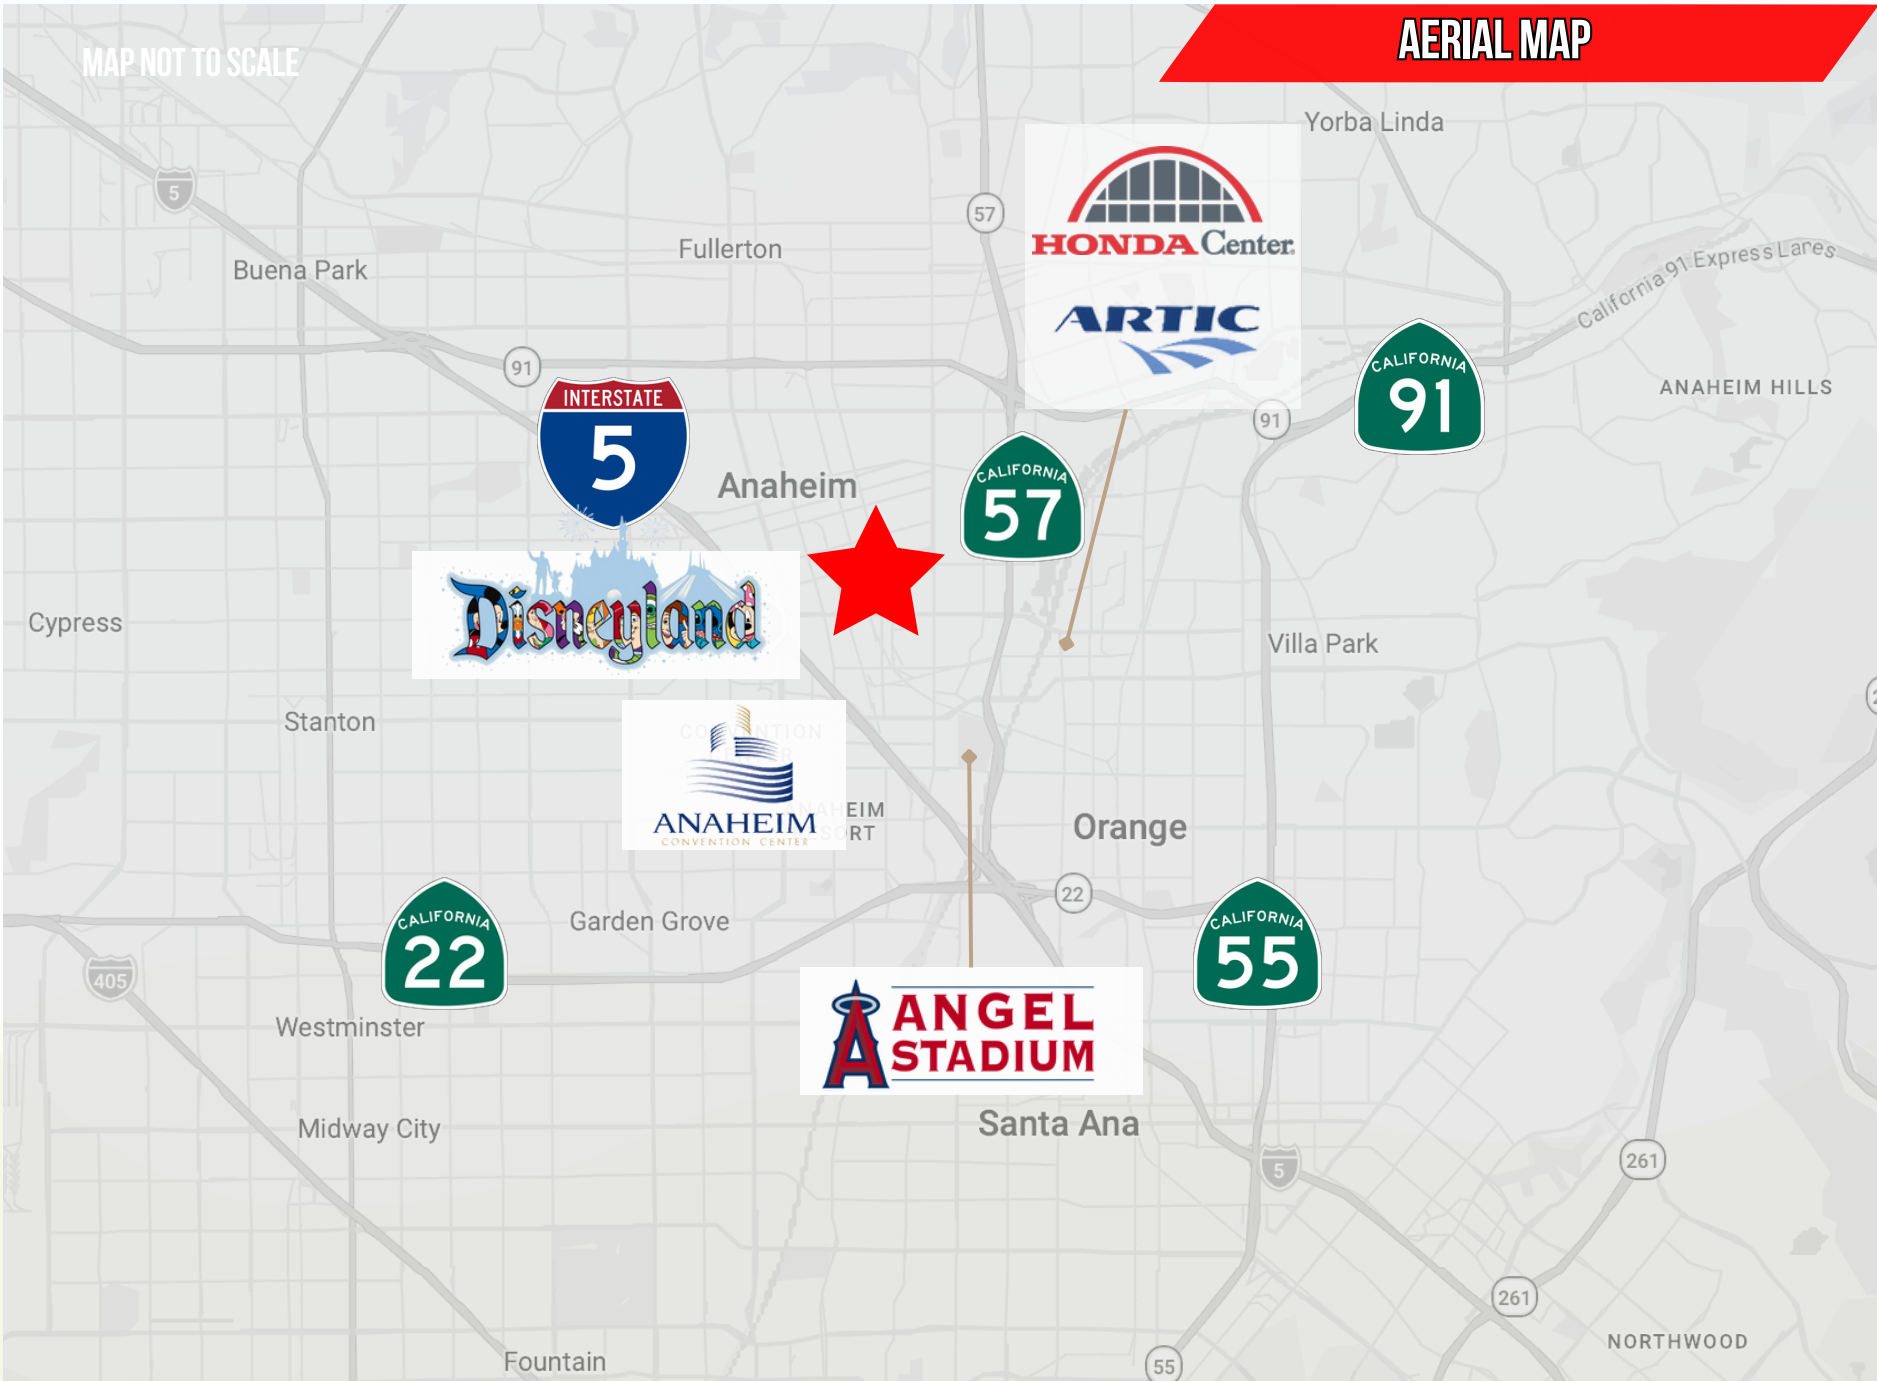 AERIAL MAP
MAP NOT TO SCALE
Yorba Linda
5
57
HONDA Center
Fullerton
Buena Park
California 91 Express Lanes
ARTIC
91
CALIFORNIA
91
ANAHEIM HILLS
INTERSTATE
5
91
Anaheim
CALIFORNIA
57
Disneyland
Cypress
Villa Park
Stanton
CONVENTION
ANAHEIM
CONVENTION CENTER
ANAHEIM
RESORT
Orange
22
CALIFORNIA
22
Garden Grove
CALIFORNIA
55
405
ANGEL
STADIUM
Westminster
Midway City
Santa Ana
5
261
261
NORTHWOOD
Fountain
55